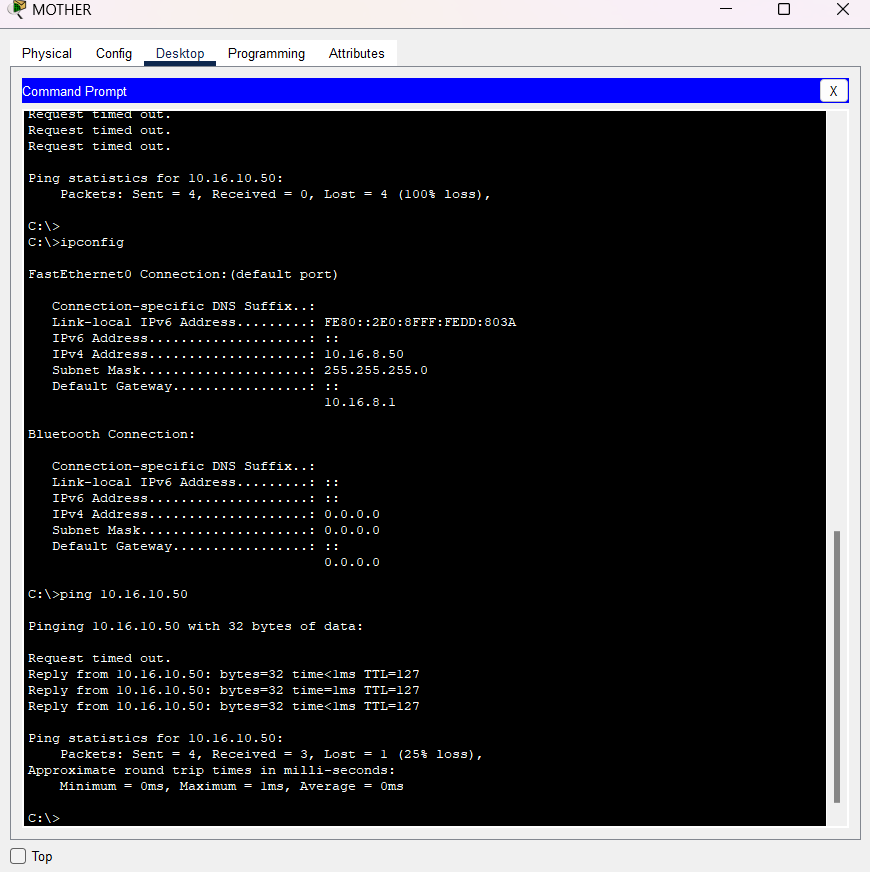 MOTHER
Physical Config Desktop Programming Attributes
Command Prompt X
Request timed out.
Request timed out.
Request timed out.
Ping statistics for 10.16.10.50:
    Packets: Sent = 4, Received = 0, Lost = 4 (100% loss),
C:\>
C:\>ipconfig
FastEthernet0 Connection:(default port)
   Connection-specific DNS Suffix..:
   Link-local IPv6 Address.........: FE80::2E0:8FFF:FEDD:803A
   IPv6 Address....................: ::
   IPv4 Address....................: 10.16.8.50
   Subnet Mask.....................: 255.255.255.0
   Default Gateway.................: ::
                                     10.16.8.1
Bluetooth Connection:
   Connection-specific DNS Suffix..:
   Link-local IPv6 Address.........: ::
   IPv6 Address....................: ::
   IPv4 Address....................: 0.0.0.0
   Subnet Mask.....................: 0.0.0.0
   Default Gateway.................: ::
                                     0.0.0.0
C:\>ping 10.16.10.50
Pinging 10.16.10.50 with 32 bytes of data:
Request timed out.
Reply from 10.16.10.50: bytes=32 time<1ms TTL=127
Reply from 10.16.10.50: bytes=32 time=1ms TTL=127
Reply from 10.16.10.50: bytes=32 time<1ms TTL=127
Ping statistics for 10.16.10.50:
    Packets: Sent = 4, Received = 3, Lost = 1 (25% loss),
Approximate round trip times in milli-seconds:
    Minimum = 0ms, Maximum = 1ms, Average = 0ms
C:\>
Top